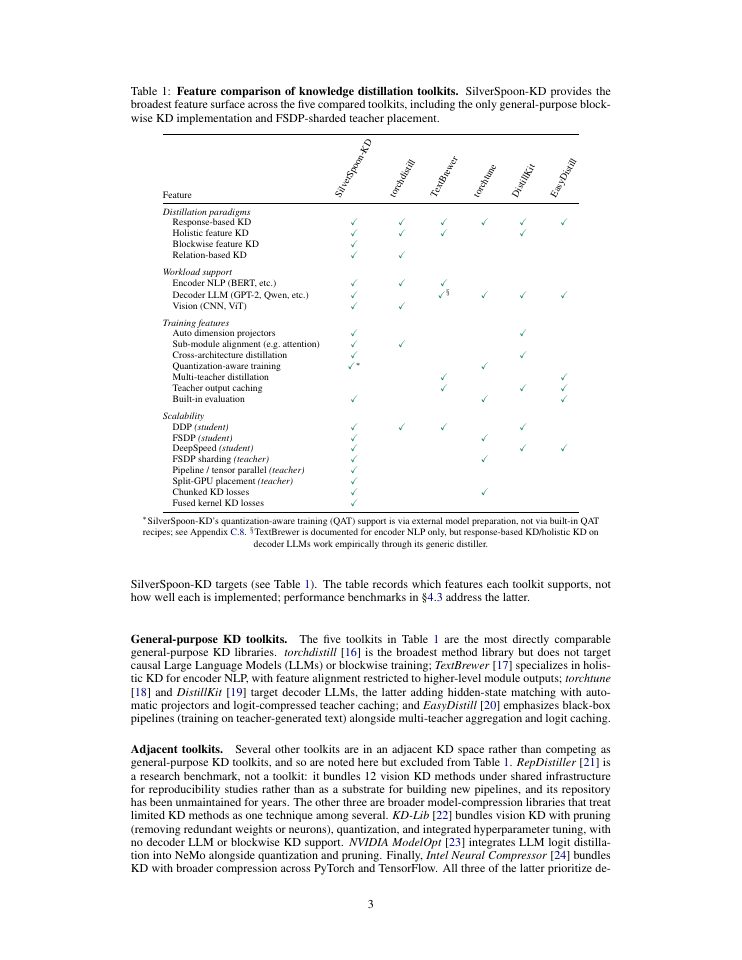 Table 1: Feature comparison of knowledge distillation toolkits. SilverSpoon-KD provides the
broadest feature surface across the five compared toolkits, including the only general-purpose block-
wise KD implementation and FSDP-sharded teacher placement.
Feature SilverSpoon-KD torchdistill TextBrewer torchtune DistillKit EasyDistill
Distillation paradigms
Response-based KD ✓ ✓ ✓ ✓ ✓ ✓
Holistic feature KD ✓ ✓ ✓ ✓
Blockwise feature KD ✓
Relation-based KD ✓ ✓
Workload support
Encoder NLP (BERT, etc.) ✓ ✓ ✓
Decoder LLM (GPT-2, Qwen, etc.) ✓ ✓§ ✓ ✓ ✓
Vision (CNN, ViT) ✓ ✓
Training features
Auto dimension projectors ✓ ✓
Sub-module alignment (e.g. attention) ✓ ✓
Cross-architecture distillation ✓ ✓
Quantization-aware training ✓* ✓
Multi-teacher distillation ✓ ✓
Teacher output caching ✓ ✓ ✓
Built-in evaluation ✓ ✓ ✓
Scalability
DDP (student) ✓ ✓ ✓ ✓
FSDP (student) ✓ ✓
DeepSpeed (student) ✓ ✓ ✓
FSDP sharding (teacher) ✓ ✓
Pipeline / tensor parallel (teacher) ✓
Split-GPU placement (teacher) ✓
Chunked KD losses ✓ ✓
Fused kernel KD losses ✓
*SilverSpoon-KD's quantization-aware training (QAT) support is via external model preparation, not via built-in QAT
recipes; see Appendix C.8. §TextBrewer is documented for encoder NLP only, but response-based KD/holistic KD on
decoder LLMs work empirically through its generic distiller.
SilverSpoon-KD targets (see Table 1). The table records which features each toolkit supports, not
how well each is implemented; performance benchmarks in §4.3 address the latter.
General-purpose KD toolkits. The five toolkits in Table 1 are the most directly comparable
general-purpose KD libraries. torchdistill [16] is the broadest method library but does not target
causal Large Language Models (LLMs) or blockwise training; TextBrewer [17] specializes in holis-
tic KD for encoder NLP, with feature alignment restricted to higher-level module outputs; torchtune
[18] and DistillKit [19] target decoder LLMs, the latter adding hidden-state matching with auto-
matic projectors and logit-compressed teacher caching; and EasyDistill [20] emphasizes black-box
pipelines (training on teacher-generated text) alongside multi-teacher aggregation and logit caching.
Adjacent toolkits. Several other toolkits are in an adjacent KD space rather than competing as
general-purpose KD toolkits, and so are noted here but excluded from Table 1. RepDistiller [21] is
a research benchmark, not a toolkit: it bundles 12 vision KD methods under shared infrastructure
for reproducibility studies rather than as a substrate for building new pipelines, and its repository
has been unmaintained for years. The other three are broader model-compression libraries that treat
limited KD methods as one technique among several. KD-Lib [22] bundles vision KD with pruning
(removing redundant weights or neurons), quantization, and integrated hyperparameter tuning, with
no decoder LLM or blockwise KD support. NVIDIA ModelOpt [23] integrates LLM logit distilla-
tion into NeMo alongside quantization and pruning. Finally, Intel Neural Compressor [24] bundles
KD with broader compression across PyTorch and TensorFlow. All three of the latter prioritize de-
3